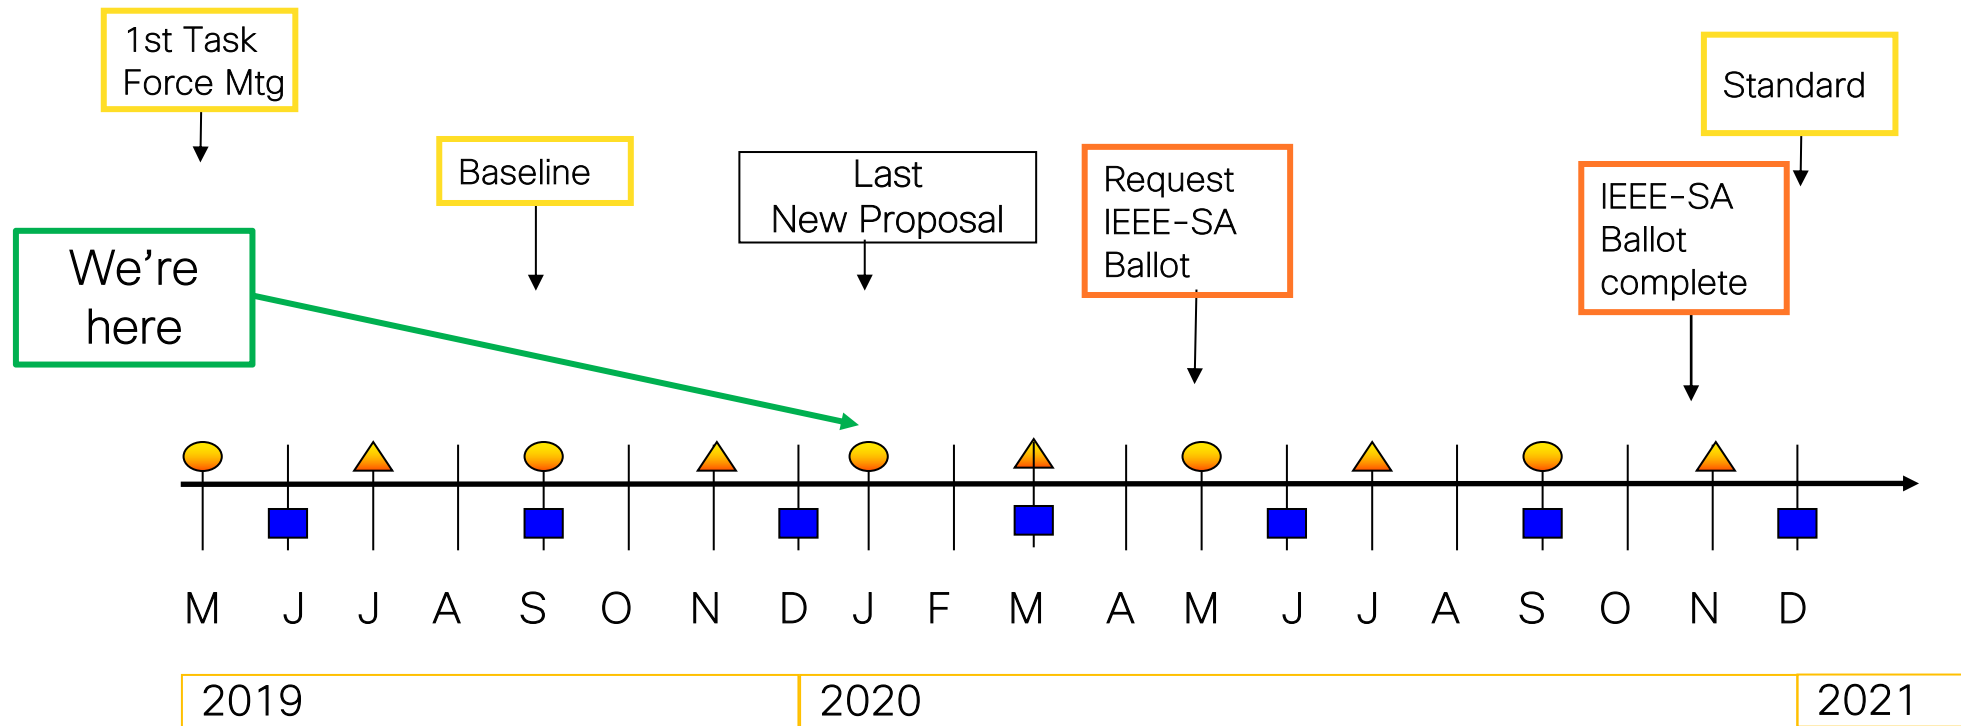 1st Task
Force Mtg
Standard
Baseline
Last
New Proposal
Request
IEEE-SA
Ballot
IEEE-SA
Ballot
complete
We're
here
M J J A S O N D J F M A M J J A S O N D
2019 2020 2021